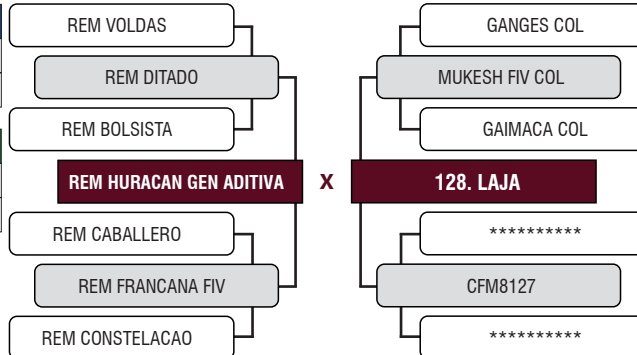 REM VOLDAS
REM DITADO
REM BOLSISTA
REM HURACAN GEN ADITIVA
REM CABALLERO
REM FRANCANA FIV
REM CONSTELACAO
X
GANGES COL
MUKESH FIV COL
GAIMACA COL
128. LAJA
**********
CFM8127
**********